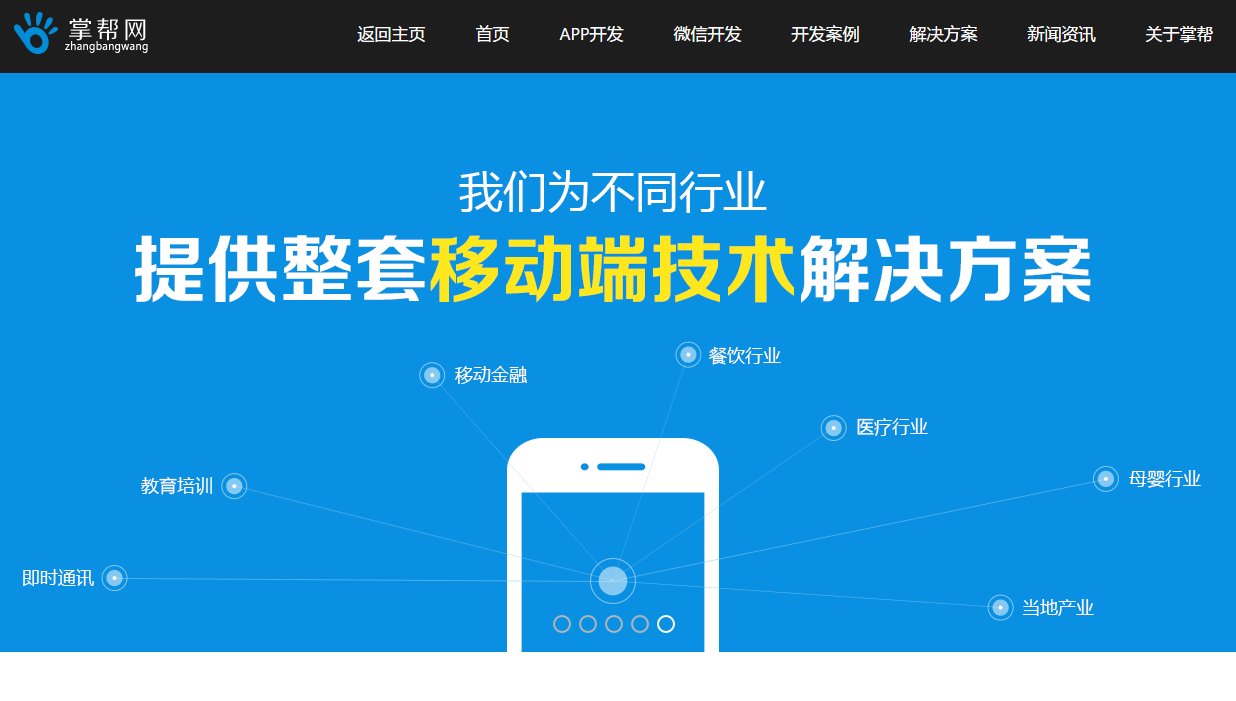 掌帮网
zhangbangwang
返回主页 首页 APP开发 微信开发 开发案例 解决方案 新闻资讯 关于掌帮
我们为不同行业
提供整套移动端技术解决方案
餐饮行业
移动金融
医疗行业
母婴行业
教育培训
即时通讯
当地产业